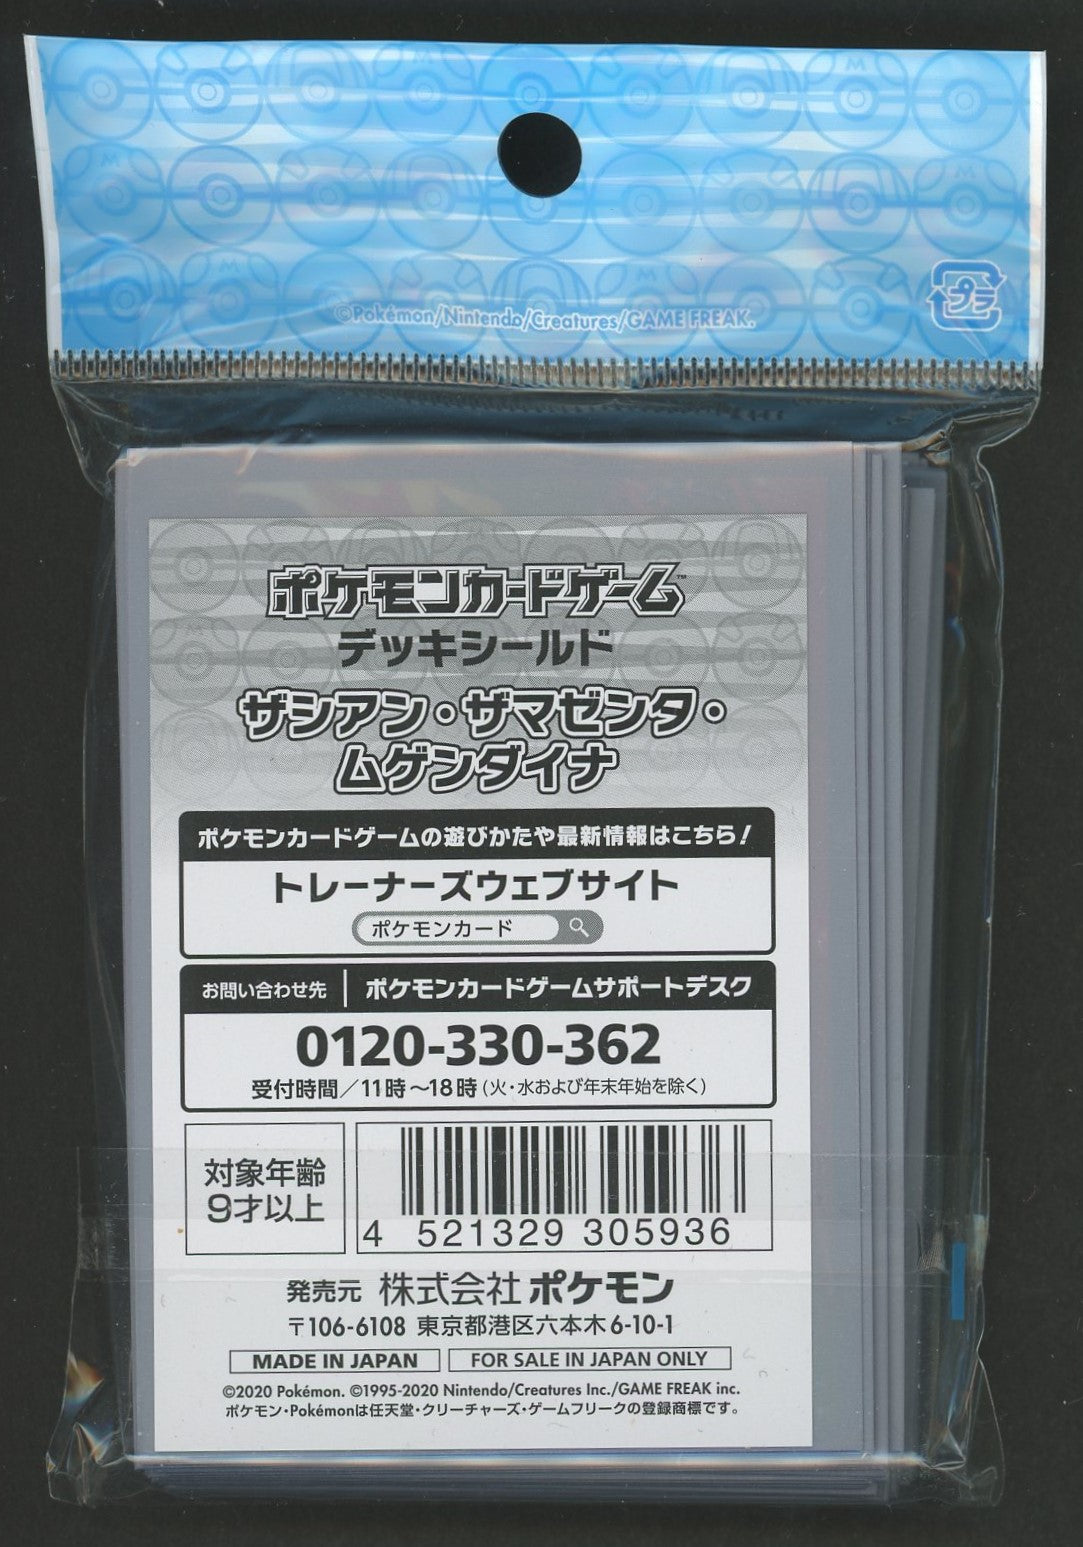 ©Pokémon/Nintendo/Creatures/GAME FREAK.
プラ
ポケモンカードゲーム™
デッキシールド
ザシアン・ザマゼンタ・
ムゲンダイナ
ポケモンカードゲームの遊びかたや最新情報はこちら!
トレーナーズウェブサイト
ポケモンカード
お問い合わせ先 ポケモンカードゲームサポートデスク
0120-330-362
受付時間/11時〜18時(火・水および年末年始を除く)
対象年齢
9才以上
4 521329 305936
発売元 株式会社 ポケモン
〒106-6108 東京都港区六本木6-10-1
MADE IN JAPAN FOR SALE IN JAPAN ONLY
©2020 Pokémon. ©1995-2020 Nintendo/Creatures Inc./GAME FREAK inc.
ポケモン・Pokémonは任天堂・クリーチャーズ・ゲームフリークの登録商標です。